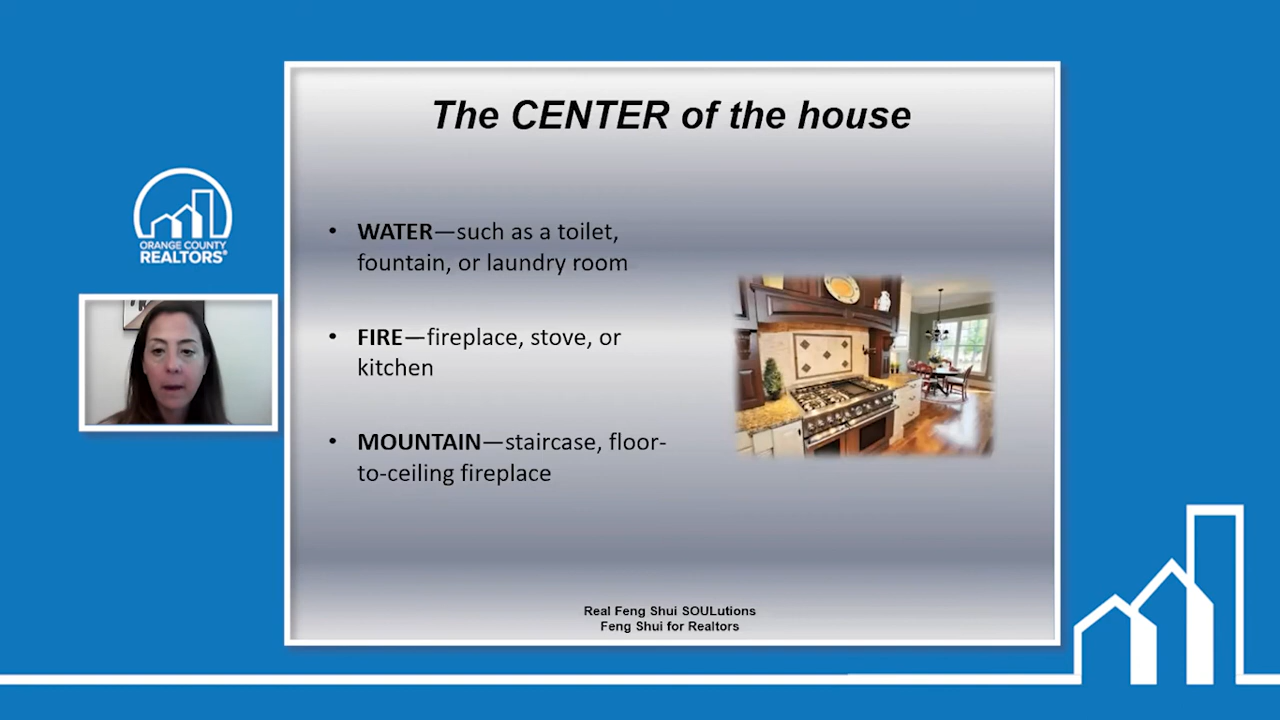 The CENTER of the house
• WATER—such as a toilet,
fountain, or laundry room
• FIRE—fireplace, stove, or
kitchen
• MOUNTAIN—staircase, floor-
to-ceiling fireplace
Real Feng Shui SOULutions
Feng Shui for Realtors
ORANGE COUNTY
REALTORS®